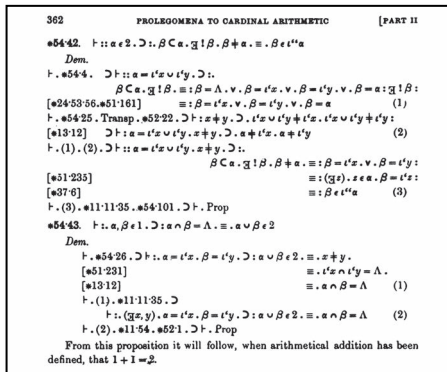 362 PROLEGOMENA TO CARDINAL ARITHMETIC [PART II
∗54·42. ⊢ :: α ∈ 2 . ⊃ :. β ⊂ α . ∃ ! β . β ≠ α . ≡ . β ∈ ι‘‘α
Dem.
⊢ . ∗54·4. ⊃ ⊢ :: α = ι‘x ∪ ι‘y . ⊃ :.
β ⊂ α . ∃ ! β . ≡ : β = Λ . v . β = ι‘x . v . β = ι‘y . v . β = α : ∃ ! β :
[∗24·53·56.∗51·161] ≡ : β = ι‘x . v . β = ι‘y . v . β = α (1)
⊢ . ∗54·25 . Transp . ∗52·22 . ⊃ ⊢ : x ≠ y . ⊃ . ι‘x ∪ ι‘y ≠ ι‘x . ι‘x ∪ ι‘y ≠ ι‘y :
[∗13·12] ⊃ ⊢ : α = ι‘x ∪ ι‘y . x ≠ y . ⊃ . α ≠ ι‘x . α ≠ ι‘y (2)
⊢ . (1) . (2) . ⊃ ⊢ :: α = ι‘x ∪ ι‘y . x ≠ y . ⊃ :.
β ⊂ α . ∃ ! β . β ≠ α . ≡ : β = ι‘x . v . β = ι‘y :
[∗51·235] ≡ : (∃z) . z ∈ α . β = ι‘z :
[∗37·6] ≡ : β ∈ ι‘‘α (3)
⊢ . (3) . ∗11·11·35 . ∗54·101 . ⊃ ⊢ . Prop
∗54·43. ⊢ :. α, β ∈ 1 . ⊃ : α ∩ β = Λ . ≡ . α ∪ β ∈ 2
Dem.
⊢ . ∗54·26 . ⊃ ⊢ :. α = ι‘x . β = ι‘y . ⊃ : α ∪ β ∈ 2 . ≡ . x ≠ y .
[∗51·231] ≡ . ι‘x ∩ ι‘y = Λ .
[∗13·12] ≡ . α ∩ β = Λ (1)
⊢ . (1) . ∗11·11·35 . ⊃
⊢ :. (∃x, y) . α = ι‘x . β = ι‘y . ⊃ : α ∪ β ∈ 2 . ≡ . α ∩ β = Λ (2)
⊢ . (2) . ∗11·54 . ∗52·1 . ⊃ ⊢ . Prop
From this proposition it will follow, when arithmetical addition has been
defined, that 1 + 1 = 2.